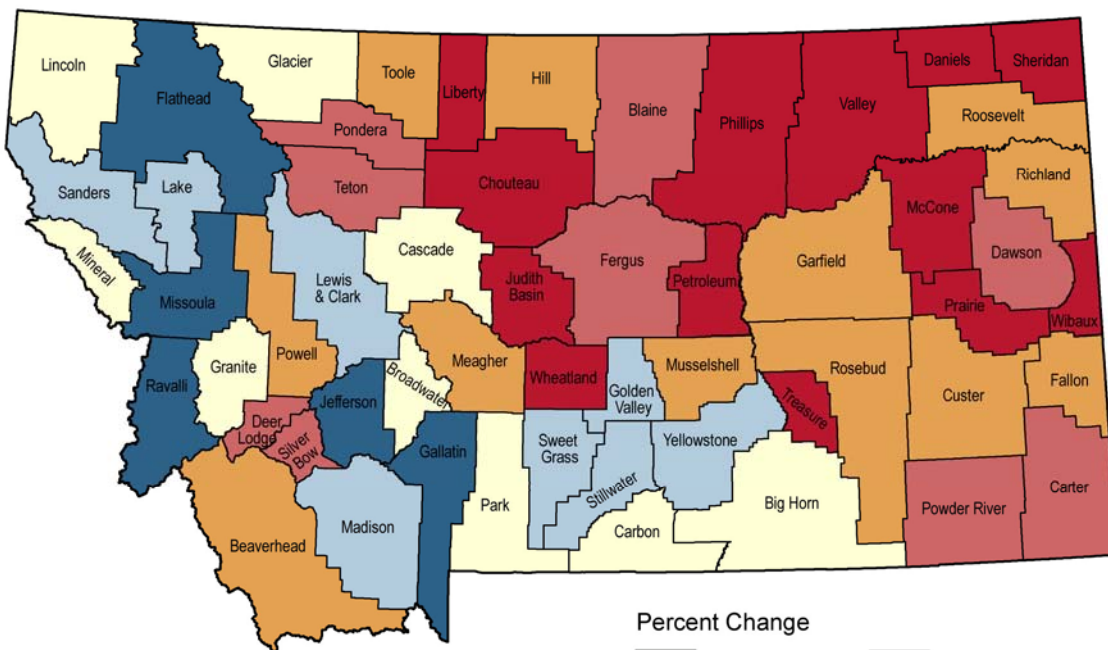 Lincoln
Glacier
Toole
Liberty
Hill
Blaine
Phillips
Valley
Daniels
Sheridan
Flathead
Pondera
Roosevelt
Sanders
Lake
Teton
Chouteau
McCone
Richland
Mineral
Missoula
Lewis
& Clark
Cascade
Judith
Basin
Fergus
Petroleum
Garfield
Dawson
Prairie
Wibaux
Ravalli
Granite
Powell
Broadwater
Meagher
Wheatland
Golden
Valley
Musselshell
Rosebud
Custer
Fallon
Deer
Lodge
Silver
Bow
Jefferson
Gallatin
Sweet
Grass
Stillwater
Yellowstone
Treasure
Beaverhead
Madison
Park
Carbon
Big Horn
Powder River
Carter
Percent Change